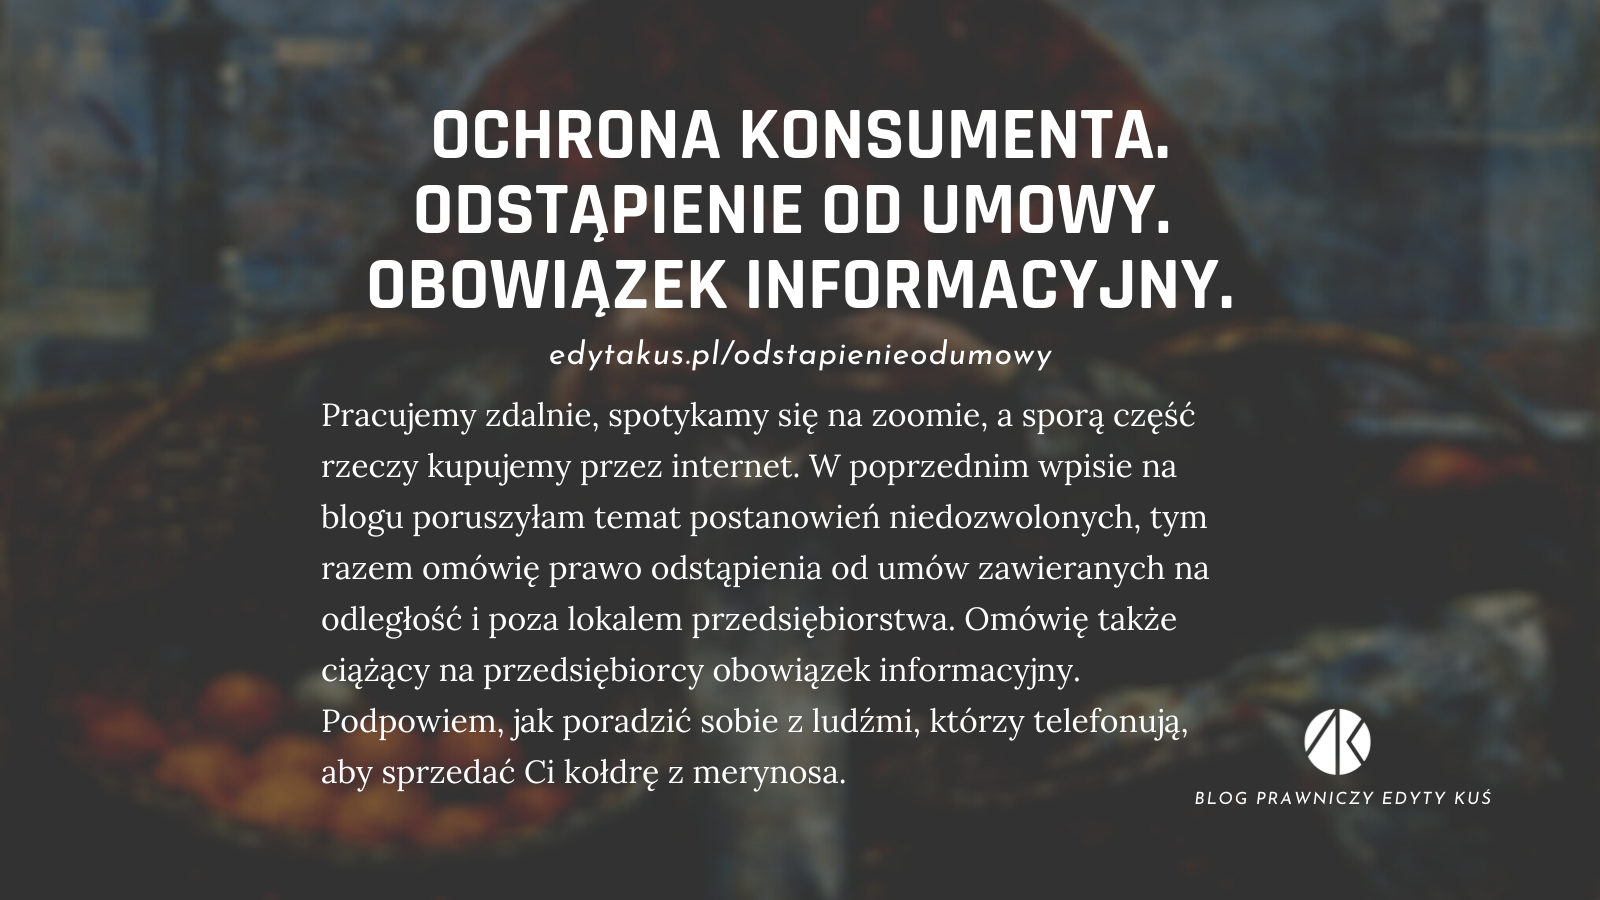 OCHRONA KONSUMENTA.
ODSTĄPIENIE OD UMOWY.
OBOWIĄZEK INFORMACYJNY.
edytakus.pl/odstapienieodumowy
Pracujemy zdalnie, spotykamy się na zoomie, a sporą część
rzeczy kupujemy przez internet. W poprzednim wpisie na
blogu poruszyłam temat postanowień niedozwolonych, tym
razem omówię prawo odstąpienia od umów zawieranych na
odległość i poza lokalem przedsiębiorstwa. Omówię także
ciążący na przedsiębiorcy obowiązek informacyjny.
Podpowiem, jak poradzić sobie z ludźmi, którzy telefonują,
aby sprzedać Ci kołdrę z merynosa.
BLOG PRAWNICZY EDYTY KUŚ